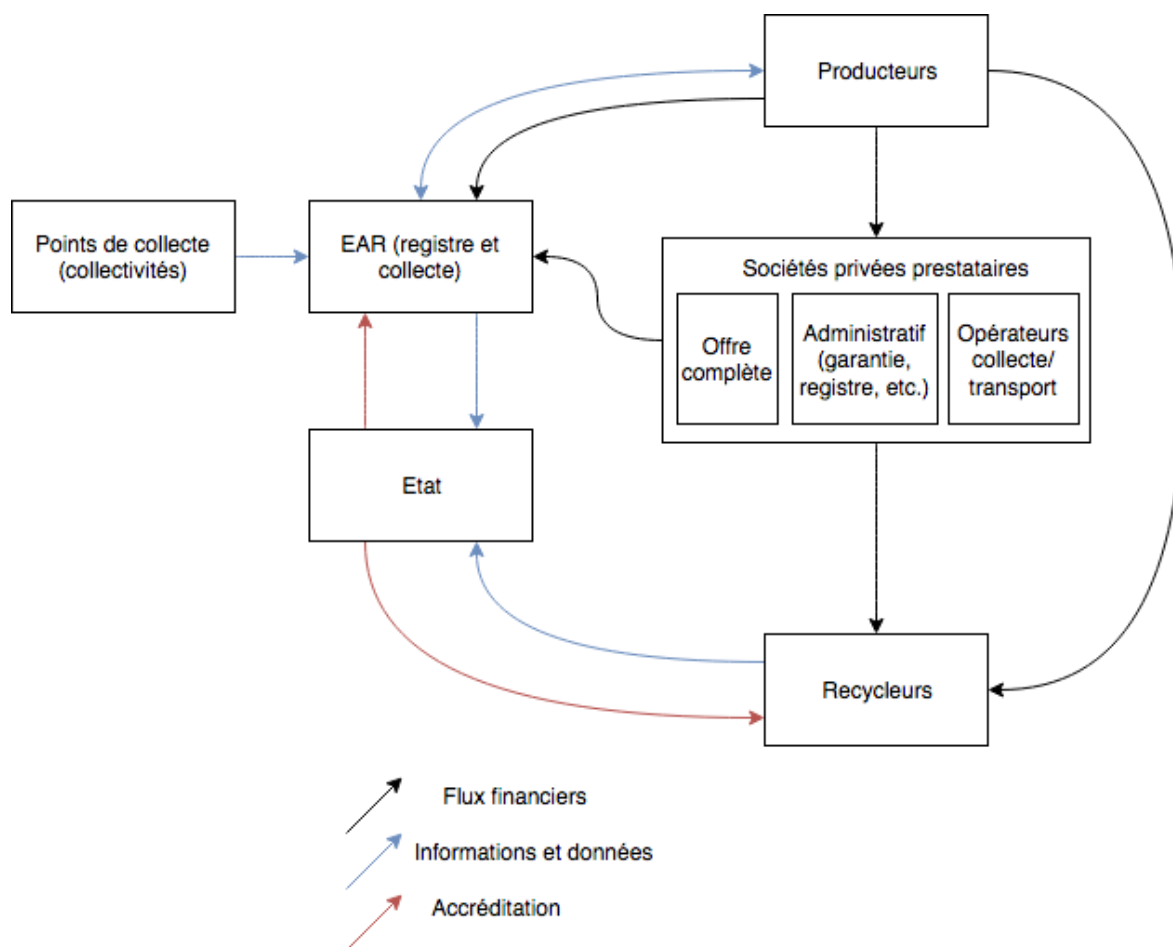 Producteurs
Points de collecte
(collectivités)
EAR (registre et
collecte)
Sociétés privées prestataires
Offre
complète
Administratif
(garantie,
registre, etc.)
Opérateurs
collecte/
transport
Etat
Recycleurs
Flux financiers
Informations et données
Accréditation